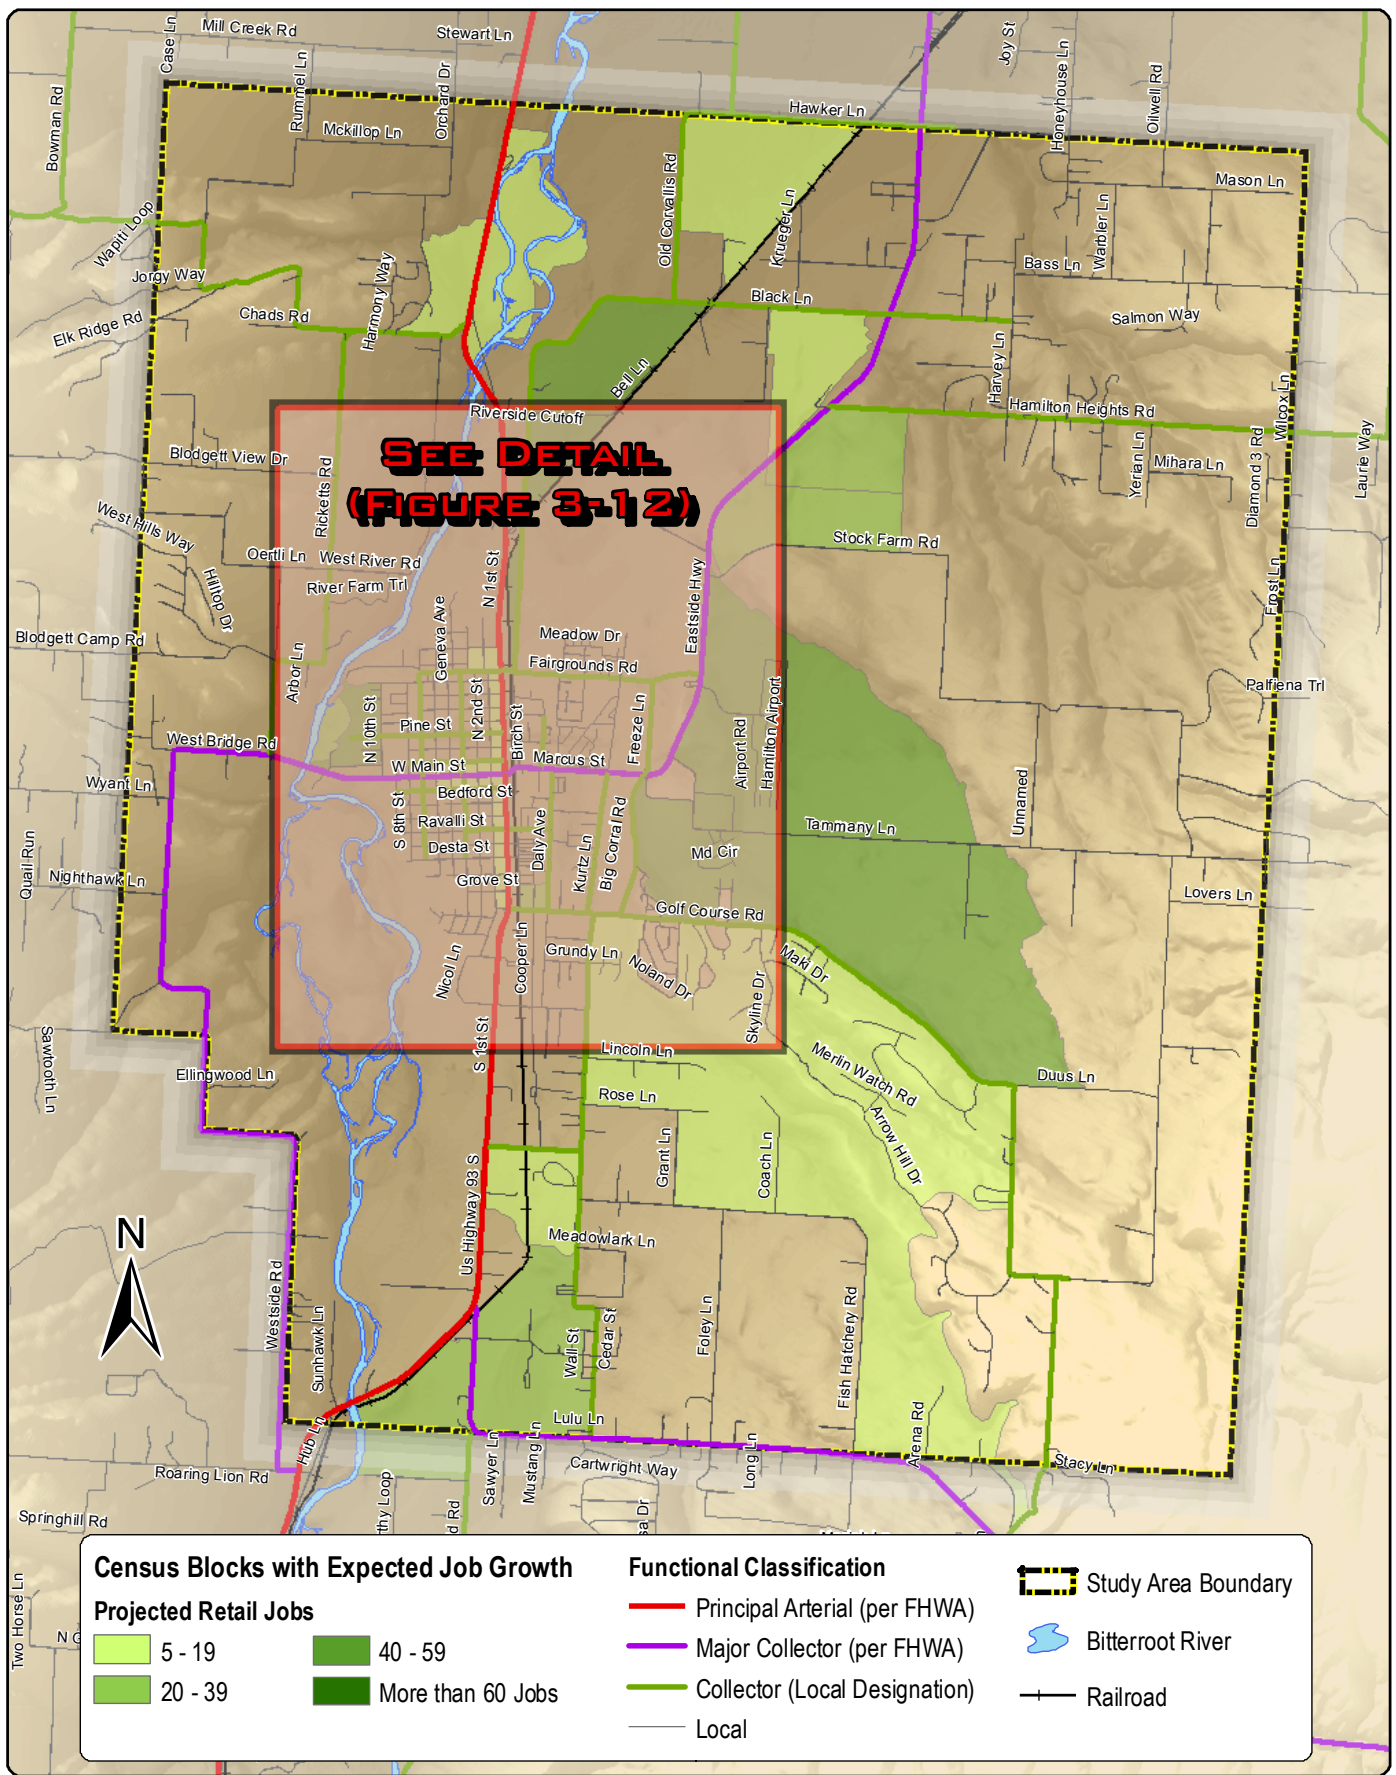 Case Ln
Mill Creek Rd
Stewart Ln
Joy St
Honeyhouse Ln
Oilwell Rd
Bowman Rd
Rummel Ln
Orchard Dr
Mckillop Ln
Hawker Ln
Mason Ln
Old Corvallis Rd
Krueger Ln
Warbler Ln
Wapiti Loop
Jorgy Way
Harmony Way
Bass Ln
Black Ln
Elk Ridge Rd
Chads Rd
Salmon Way
Harvey Ln
Bell Ln
Riverside Cutoff
Hamilton Heights Rd
Wilcox Ln
Laurie Way
SEE DETAIL
(FIGURE 3-12)
Blodgett View Dr
Ricketts Rd
Yerian Ln
Mihara Ln
Diamond 3 Rd
West Hills Way
Oertli Ln
West River Rd
Stock Farm Rd
River Farm Trl
N 1st St
Hilltop Dr
Geneva Ave
Eastside Hwy
Frost Ln
Blodgett Camp Rd
Meadow Dr
Fairgrounds Rd
Arbor Ln
Palfiena Trl
N 10th St
Pine St
N 2nd St
Birch St
Freeze Ln
Airport Rd
Hamilton Airport
West Bridge Rd
W Main St
Marcus St
Wyant Ln
Bedford St
Unnamed
S 8th St
Ravalli St
Desta St
Daly Ave
Kurtz Ln
Big Corral Rd
Tammany Ln
Md Cir
Quail Run
Nighthawk Ln
Grove St
Lovers Ln
Golf Course Rd
Nicol Ln
Cooper Ln
Grundy Ln
Noland Dr
Maki Dr
Skyline Dr
Sawtooth Ln
Ellingwood Ln
S 1st St
Lincoln Ln
Merlin Watch Rd
Duus Ln
Rose Ln
Arrow Hill Dr
Grant Ln
Coach Ln
N
Us Highway 93 S
Meadowlark Ln
Westside Rd
Sunhawk Ln
Wall St
Cedar St
Foley Ln
Fish Hatchery Rd
Arena Rd
Lulu Ln
Hub Ln
Roaring Lion Rd
Sawyer Ln
Mustang Ln
Cartwright Way
Long Ln
Stacy Ln
Springhill Rd
thy Loop
d Rd
sa Dr
Two Horse Ln
N G
Census Blocks with Expected Job Growth
Projected Retail Jobs
5 - 19
20 - 39
40 - 59
More than 60 Jobs
Functional Classification
Principal Arterial (per FHWA)
Major Collector (per FHWA)
Collector (Local Designation)
Local
Study Area Boundary
Bitterroot River
Railroad